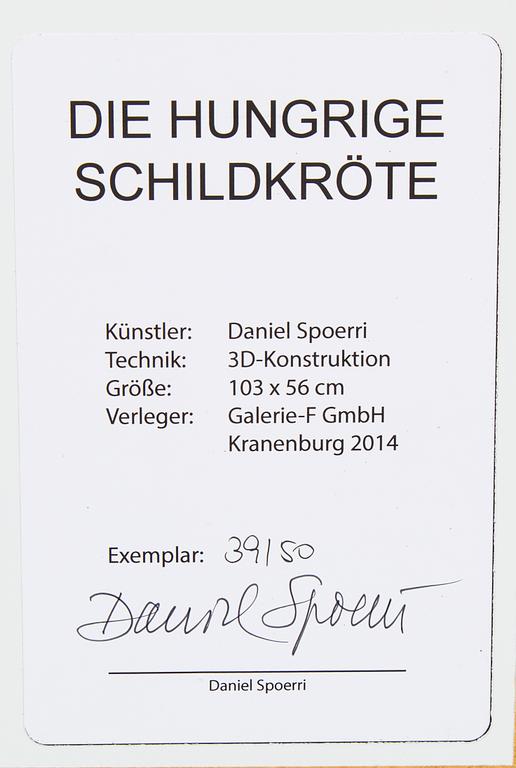 DIE HUNGRIGE
SCHILDKRÖTE
Künstler: Daniel Spoerri
Technik: 3D-Konstruktion
Größe: 103 x 56 cm
Verleger: Galerie-F GmbH
Kranenburg 2014
Exemplar: 39/50
Daniel Spoerri
Daniel Spoerri